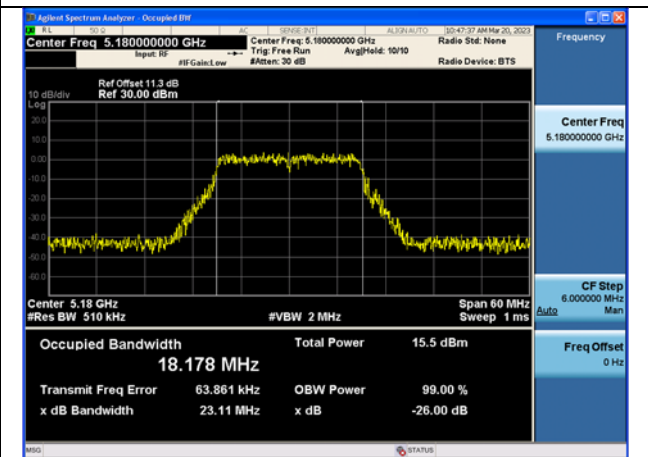 Agilent Spectrum Analyzer - Occupied BW
RL 50 Ω AC SENSE:INT ALIGN AUTO 10:47:37 AM Mar 20, 2023
Center Freq 5.180000000 GHz
Input: RF
#IFGain:Low
Center Freq: 5.180000000 GHz
Trig: Free Run Avg|Hold: 10/10
#Atten: 30 dB
Radio Std: None
Radio Device: BTS
Ref Offset 11.3 dB
10 dB/div Ref 30.00 dBm
Log
20.0
10.0
0.00
-10.0
-20.0
-30.0
-40.0
-50.0
-60.0
Center 5.18 GHz Span 60 MHz
#Res BW 510 kHz #VBW 2 MHz Sweep 1 ms
Occupied Bandwidth Total Power 15.5 dBm
18.178 MHz
Transmit Freq Error 63.861 kHz OBW Power 99.00 %
x dB Bandwidth 23.11 MHz x dB -26.00 dB
MSG STATUS
Frequency
Center Freq
5.180000000 GHz
CF Step
6.000000 MHz
Auto Man
Freq Offset
0 Hz